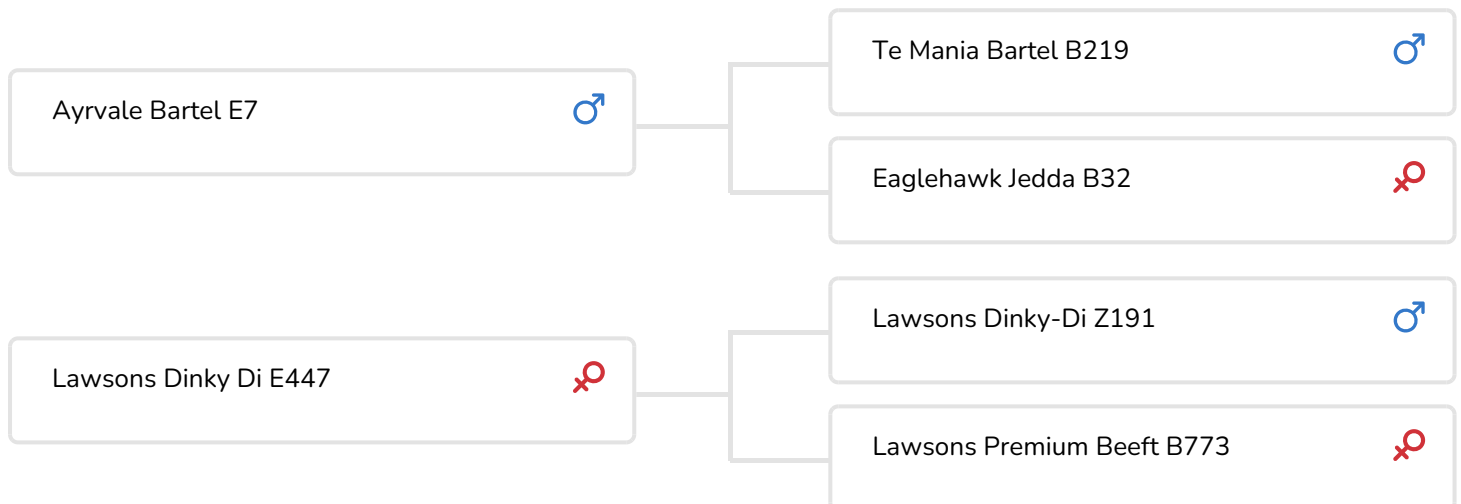 Ayrvale Bartel E7
Te Mania Bartel B219
Eaglehawk Jedda B32
Lawsons Dinky Di E447
Lawsons Dinky-Di Z191
Lawsons Premium Beeft B773